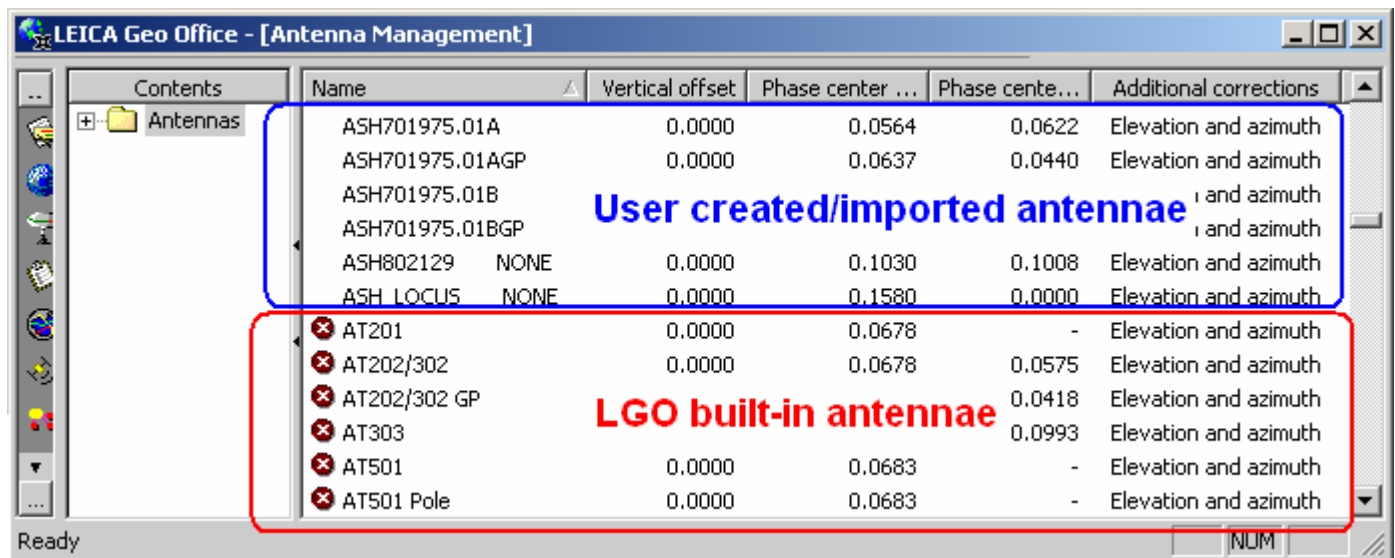 LEICA Geo Office - [Antenna Management]
.. Contents Name Vertical offset Phase center ... Phase cente... Additional corrections
Antennas
ASH701975.01A 0.0000 0.0564 0.0622 Elevation and azimuth
ASH701975.01AGP 0.0000 0.0637 0.0440 Elevation and azimuth
ASH701975.01B and azimuth
User created/imported antennae
ASH701975.01BGP and azimuth
ASH802129 NONE 0.0000 0.1030 0.1008 Elevation and azimuth
ASH LOCUS NONE 0.0000 0.1580 0.0000 Elevation and azimuth
AT201 0.0000 0.0678 - Elevation and azimuth
AT202/302 0.0000 0.0678 0.0575 Elevation and azimuth
AT202/302 GP 0.0418 Elevation and azimuth
LGO built-in antennae
AT303 0.0993 Elevation and azimuth
AT501 0.0000 0.0683 - Elevation and azimuth
AT501 Pole 0.0000 0.0683 - Elevation and azimuth
...
Ready NUM